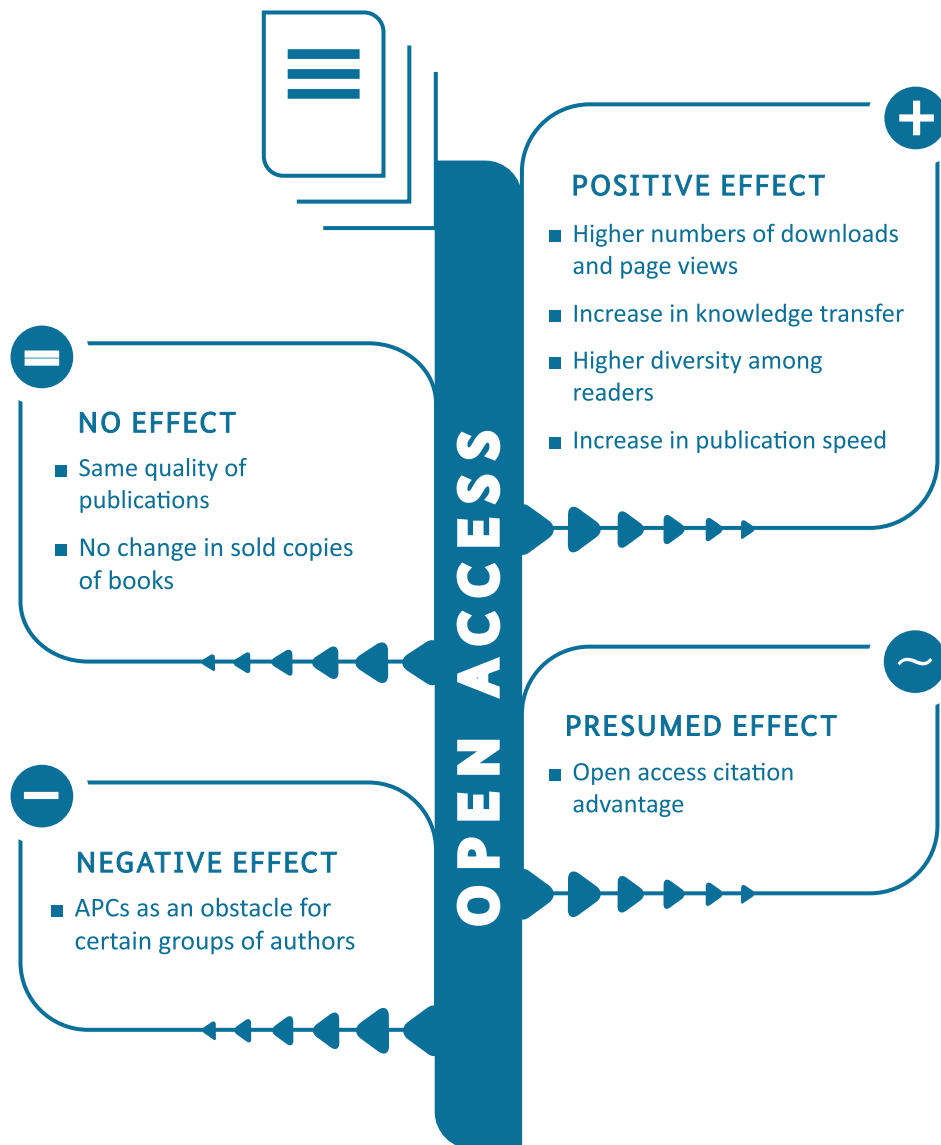 OPEN ACCESS
POSITIVE EFFECT
Higher numbers of downloads
and page views
Increase in knowledge transfer
Higher diversity among
readers
Increase in publication speed
NO EFFECT
Same quality of
publications
No change in sold copies
of books
PRESUMED EFFECT
Open access citation
advantage
NEGATIVE EFFECT
APCs as an obstacle for
certain groups of authors